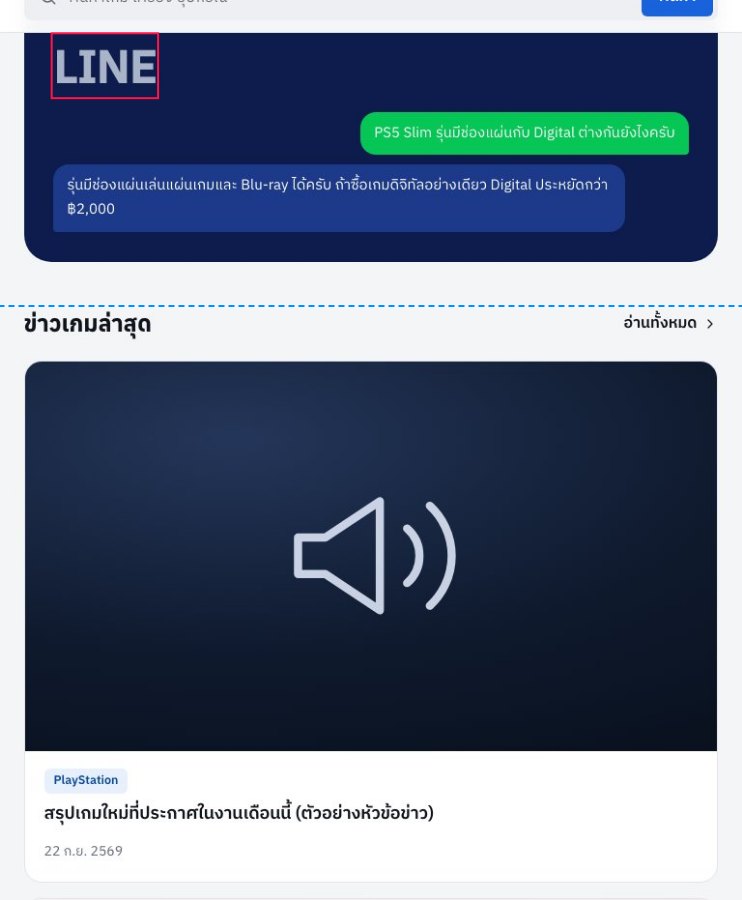 LINE
PS5 Slim รุ่นมีช่องแผ่นกับ Digital ต่างกันยังไงครับ
รุ่นมีช่องแผ่นเล่นแผ่นเกมและ Blu-ray ได้ครับ ถ้าซื้อเกมดิจิทัลอย่างเดียว Digital ประหยัดกว่า
฿2,000
ข่าวเกมล่าสุด
อ่านทั้งหมด
PlayStation
สรุปเกมใหม่ที่ประกาศในงานเดือนนี้ (ตัวอย่างหัวข้อข่าว)
22 ก.ย. 2569